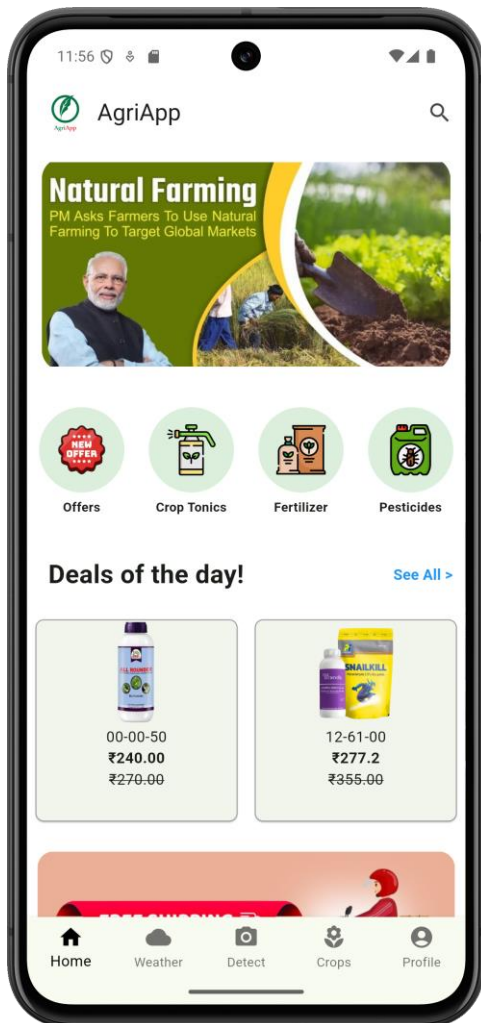 11:56
AgriApp
AgriApp
Natural Farming
PM Asks Farmers To Use Natural
Farming To Target Global Markets
NEW
OFFER
Offers
Crop Tonics
Fertilizer
Pesticides
Deals of the day!
See All >
SNAILKILL
00-00-50
12-61-00
₹240.00
₹277.2
₹270.00
₹355.00
FREE SHIPPING
Home
Weather
Detect
Crops
Profile